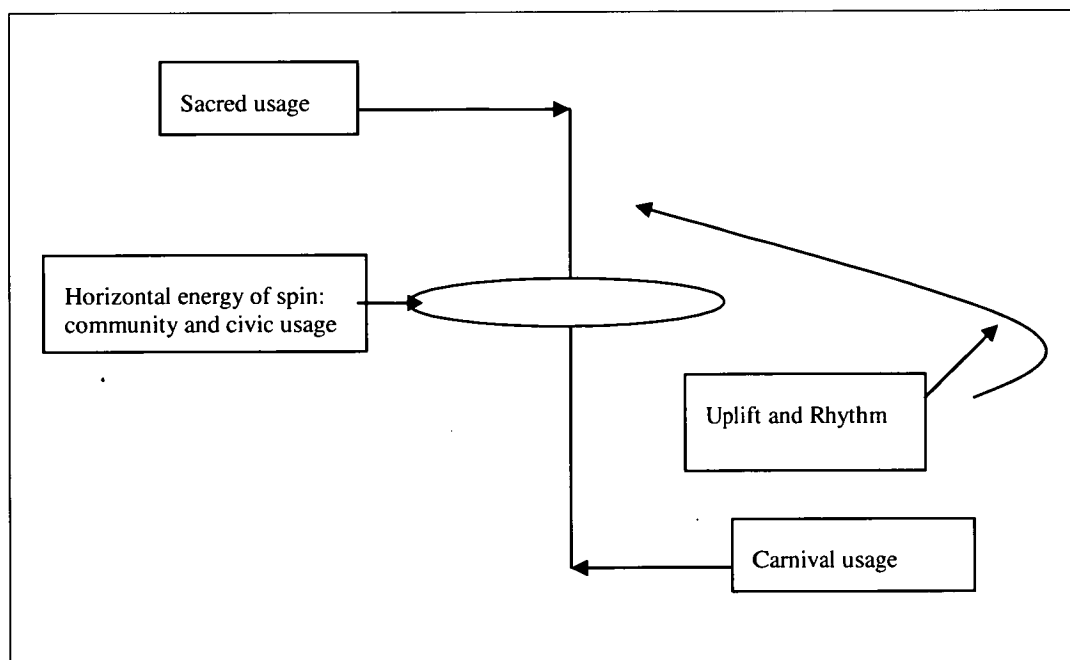 Sacred usage
Horizontal energy of spin:
community and civic usage
Uplift and Rhythm
Carnival usage